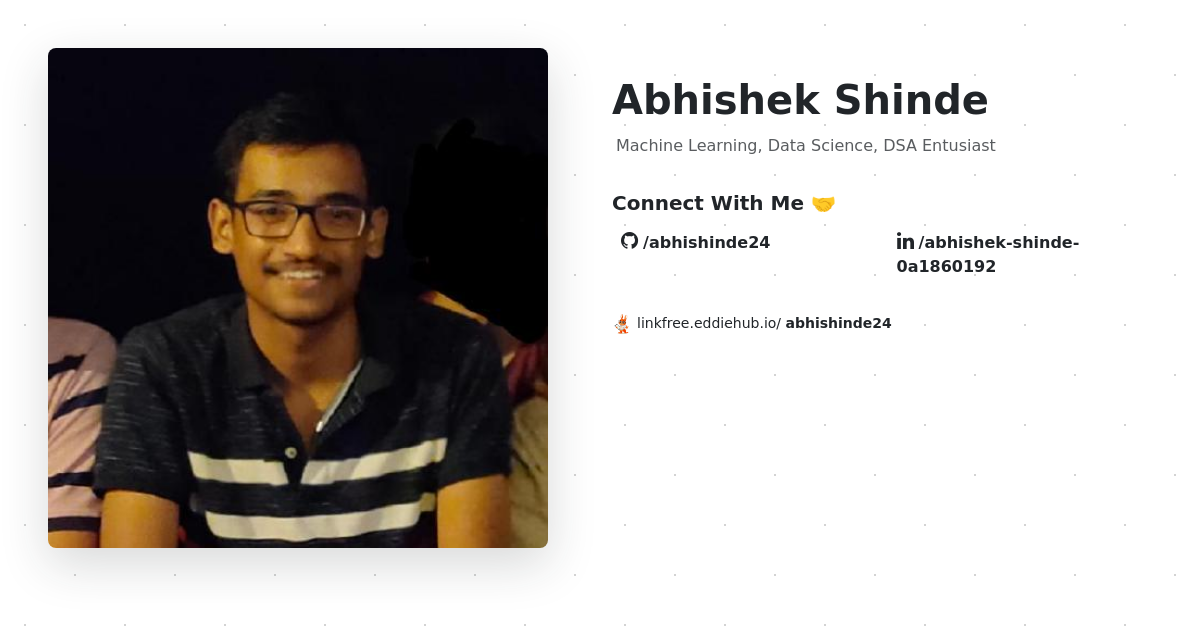 Abhishek Shinde
Machine Learning, Data Science, DSA Entusiast
Connect With Me 🤝
/abhishinde24
/abhishek-shinde-
0a1860192
linkfree.eddiehub.io/ abhishinde24